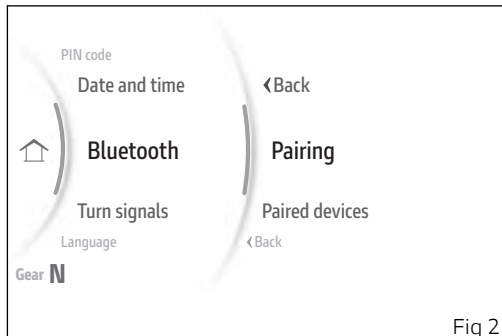 PIN code
Date and time
Bluetooth
Turn signals
Language
‹Back
Pairing
Paired devices
‹Back
Gear N
Fig 2